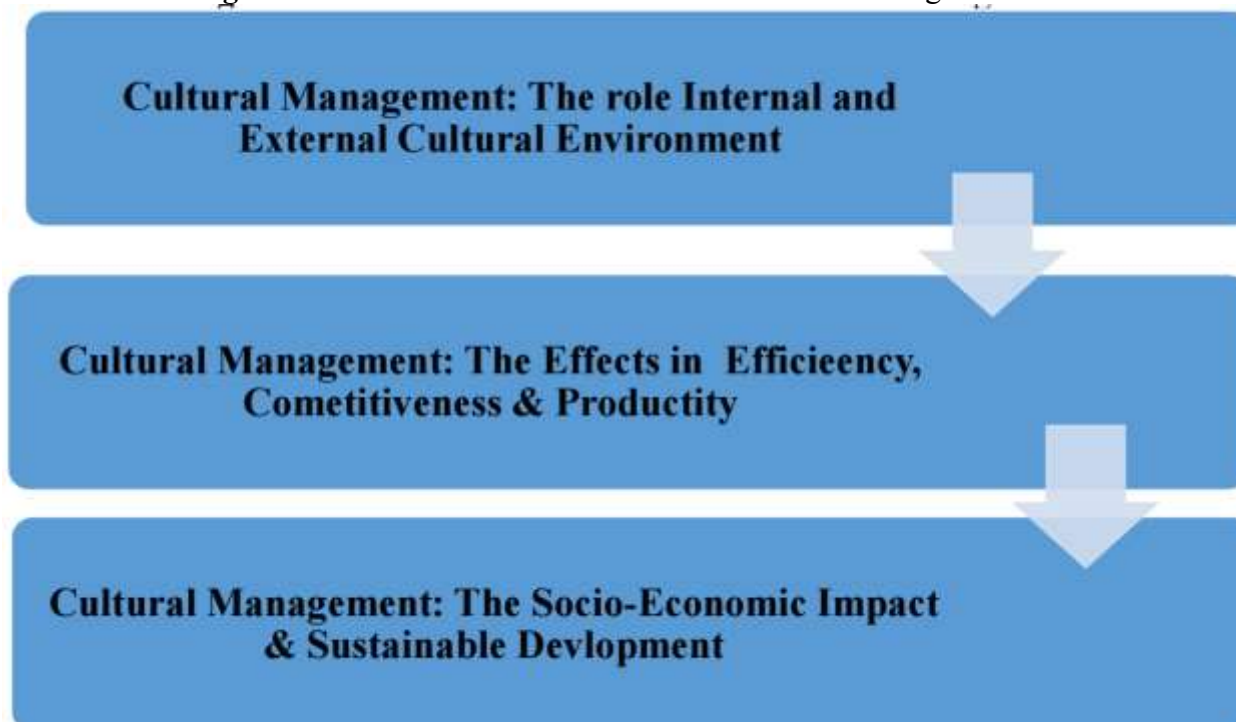 Cultural Management: The role Internal and
External Cultural Environment
Cultural Management: The Effects in Efficieency,
Cometitiveness & Productity
Cultural Management: The Socio-Economic Impact
& Sustainable Devlopment